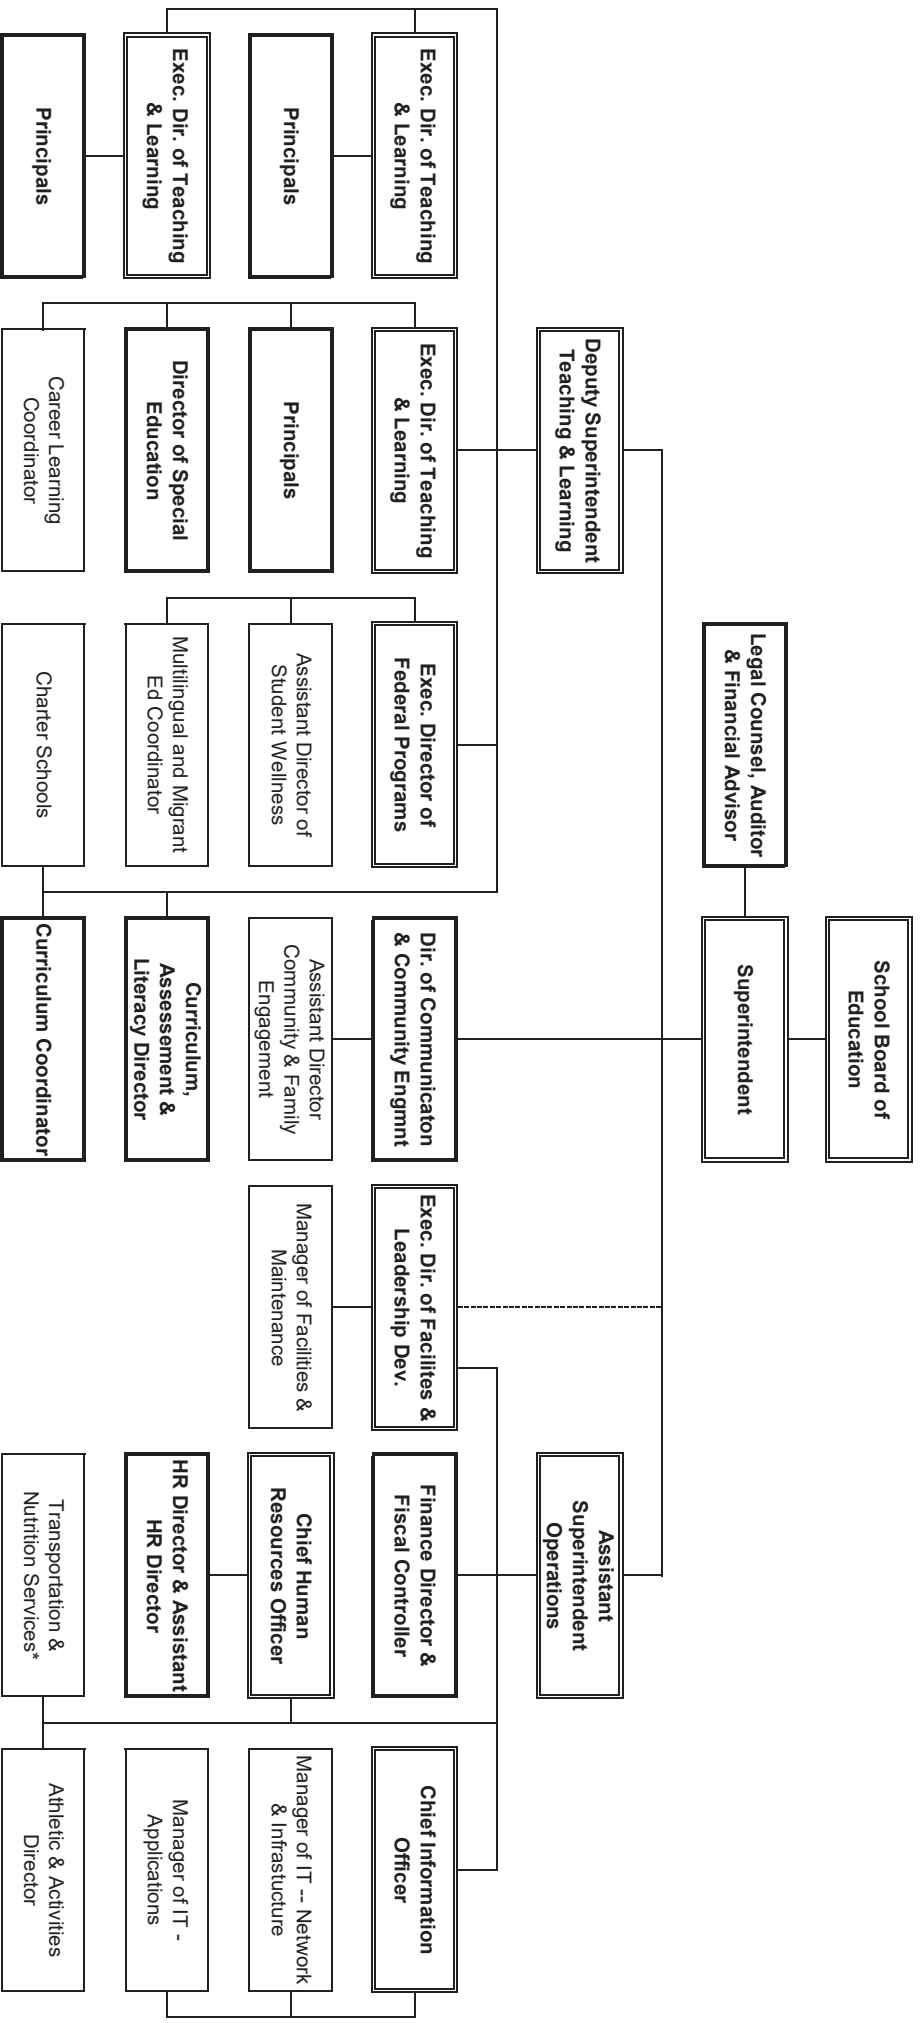 School Board of
Education
Legal Counsel, Auditor
& Financial Advisor
Superintendent
Deputy Superintendent
Teaching & Learning
Assistant
Superintendent
Operations
Exec. Dir. of Teaching
& Learning
Exec. Dir. of Teaching
& Learning
Exec. Director of
Federal Programs
Dir. of Communicaton
& Community Engmnt
Exec. Dir. of Facilites &
Leadership Dev.
Finance Director &
Fiscal Controller
Chief Information
Officer
Principals
Principals
Assistant Director of
Student Wellness
Assistant Director
Community & Family
Engagement
Manager of Facilities &
Maintenance
Chief Human
Resources Officer
Manager of IT -- Network
& Infrastucture
Exec. Dir. of Teaching
& Learning
Director of Special
Education
Multilingual and Migrant
Ed Coordinator
Curriculum,
Assessement &
Literacy Director
HR Director & Assistant
HR Director
Manager of IT -
Applications
Principals
Career Learning
Coordinator
Charter Schools
Curriculum Coordinator
Transportation &
Nutrition Services*
Athletic & Activities
Director